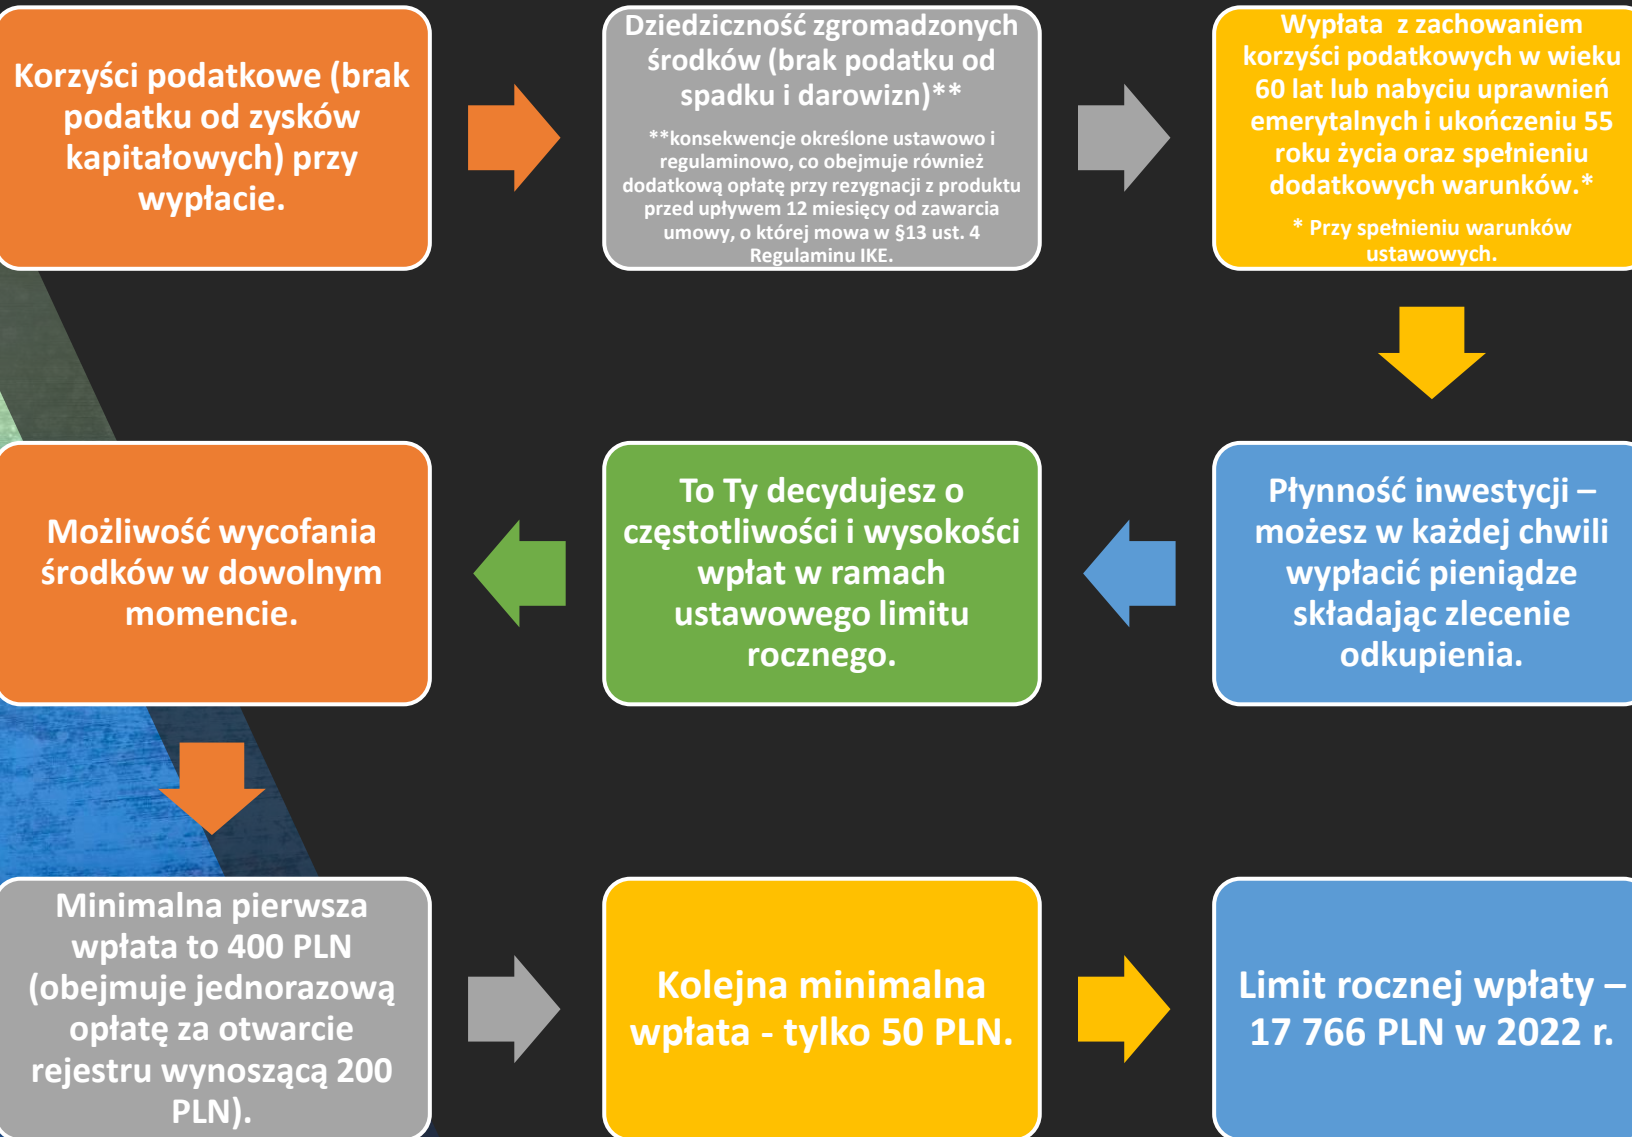 Korzyści podatkowe (brak
podatku od zysków
kapitałowych) przy
wypłacie.
Dziedziczność zgromadzonych
środków (brak podatku od
spadku i darowizn)**
**konsekwencje określone ustawowo i
regulaminowo, co obejmuje również
dodatkową opłatę przy rezygnacji z produktu
przed upływem 12 miesięcy od zawarcia
umowy, o której mowa w §13 ust. 4
Regulaminu IKE.
Wypłata z zachowaniem
korzyści podatkowych w wieku
60 lat lub nabyciu uprawnień
emerytalnych i ukończeniu 55
roku życia oraz spełnieniu
dodatkowych warunków.*
* Przy spełnieniu warunków
ustawowych.
Płynność inwestycji –
możesz w każdej chwili
wypłacić pieniądze
składając zlecenie
odkupienia.
To Ty decydujesz o
częstotliwości i wysokości
wpłat w ramach
ustawowego limitu
rocznego.
Możliwość wycofania
środków w dowolnym
momencie.
Minimalna pierwsza
wpłata to 400 PLN
(obejmuje jednorazową
opłatę za otwarcie
rejestru wynoszącą 200
PLN).
Kolejna minimalna
wpłata - tylko 50 PLN.
Limit rocznej wpłaty –
17 766 PLN w 2022 r.